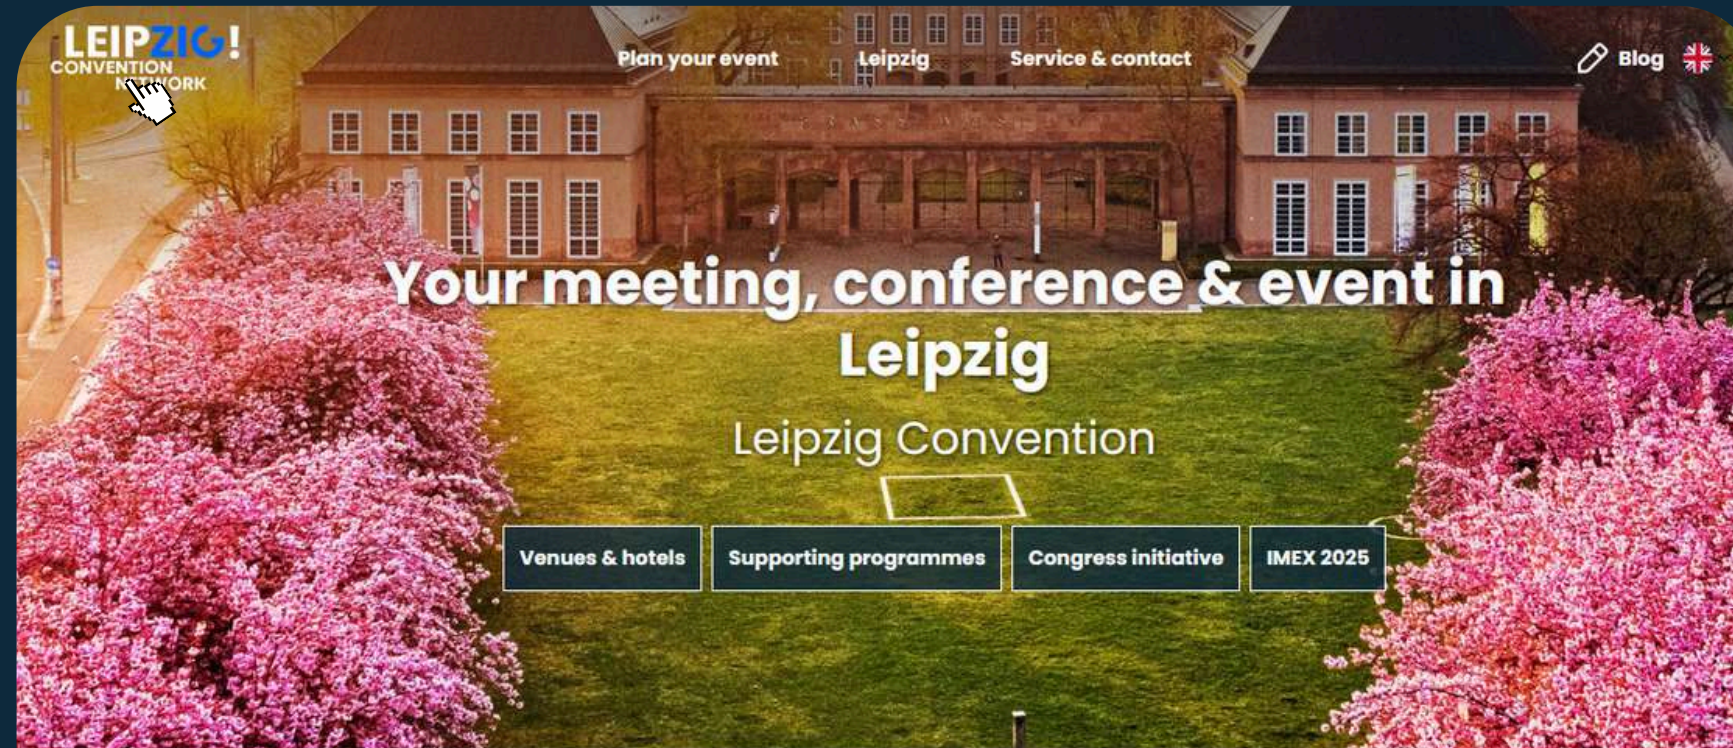 LEIPZIG!
CONVENTION
NETWORK
Plan your event
Leipzig
Service & contact
Blog
Your meeting, conference & event in
Leipzig
Leipzig Convention
Venues & hotels
Supporting programmes
Congress initiative
IMEX 2025